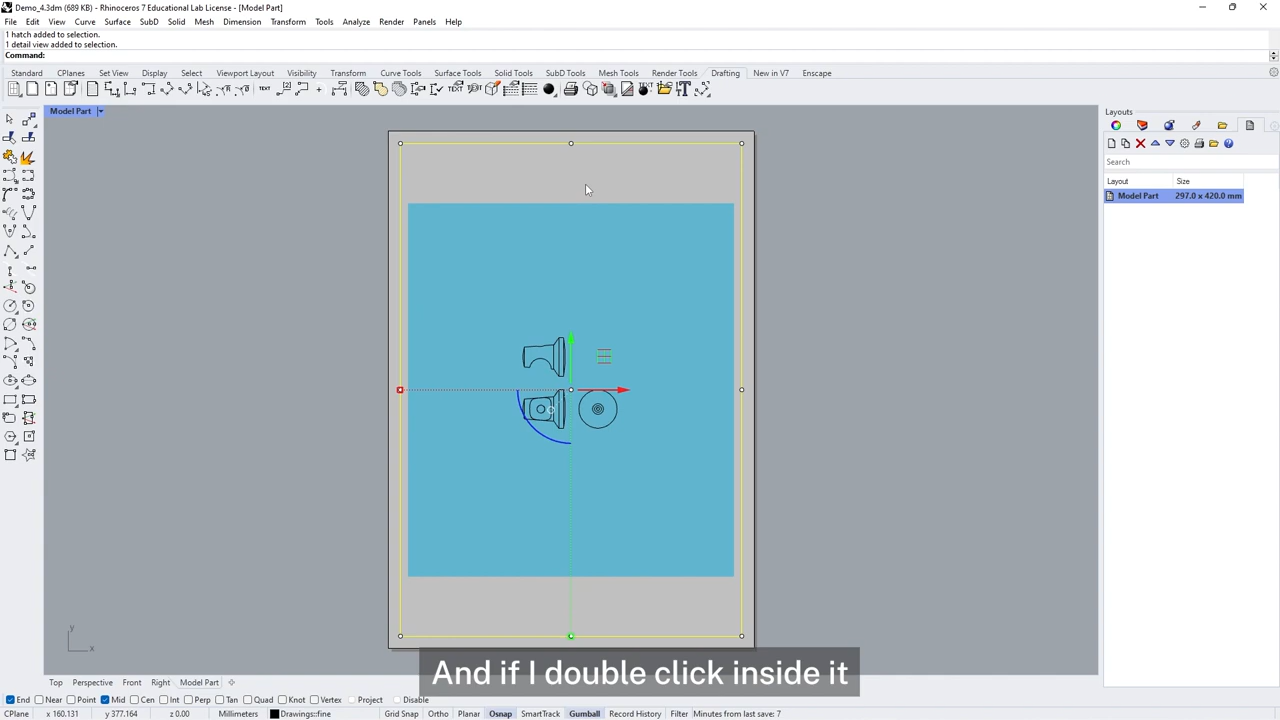 Demo_4.3dm (689 KB) - Rhinoceros 7 Educational Lab License - [Model Part]
File Edit View Curve Surface SubD Solid Mesh Dimension Transform Tools Analyze Render Panels Help
1 hatch added to selection.
1 detail view added to selection.
Command:
Standard CPlanes Set View Display Select Viewport Layout Visibility Transform Curve Tools Surface Tools Solid Tools SubD Tools Mesh Tools Render Tools Drafting New in V7 Enscape
Model Part
Layouts
Search
Layout Size
Model Part 297.0 x 420.0 mm
y
x
And if I double click inside it
Top Perspective Front Right Model Part
End Near Point Mid Cen Int Perp Tan Quad Knot Vertex Project Disable
CPlane x 160.131 y 377.164 z 0.00 Millimeters Drawings::fine Grid Snap Ortho Planar Osnap SmartTrack Gumball Record History Filter Minutes from last save: 7